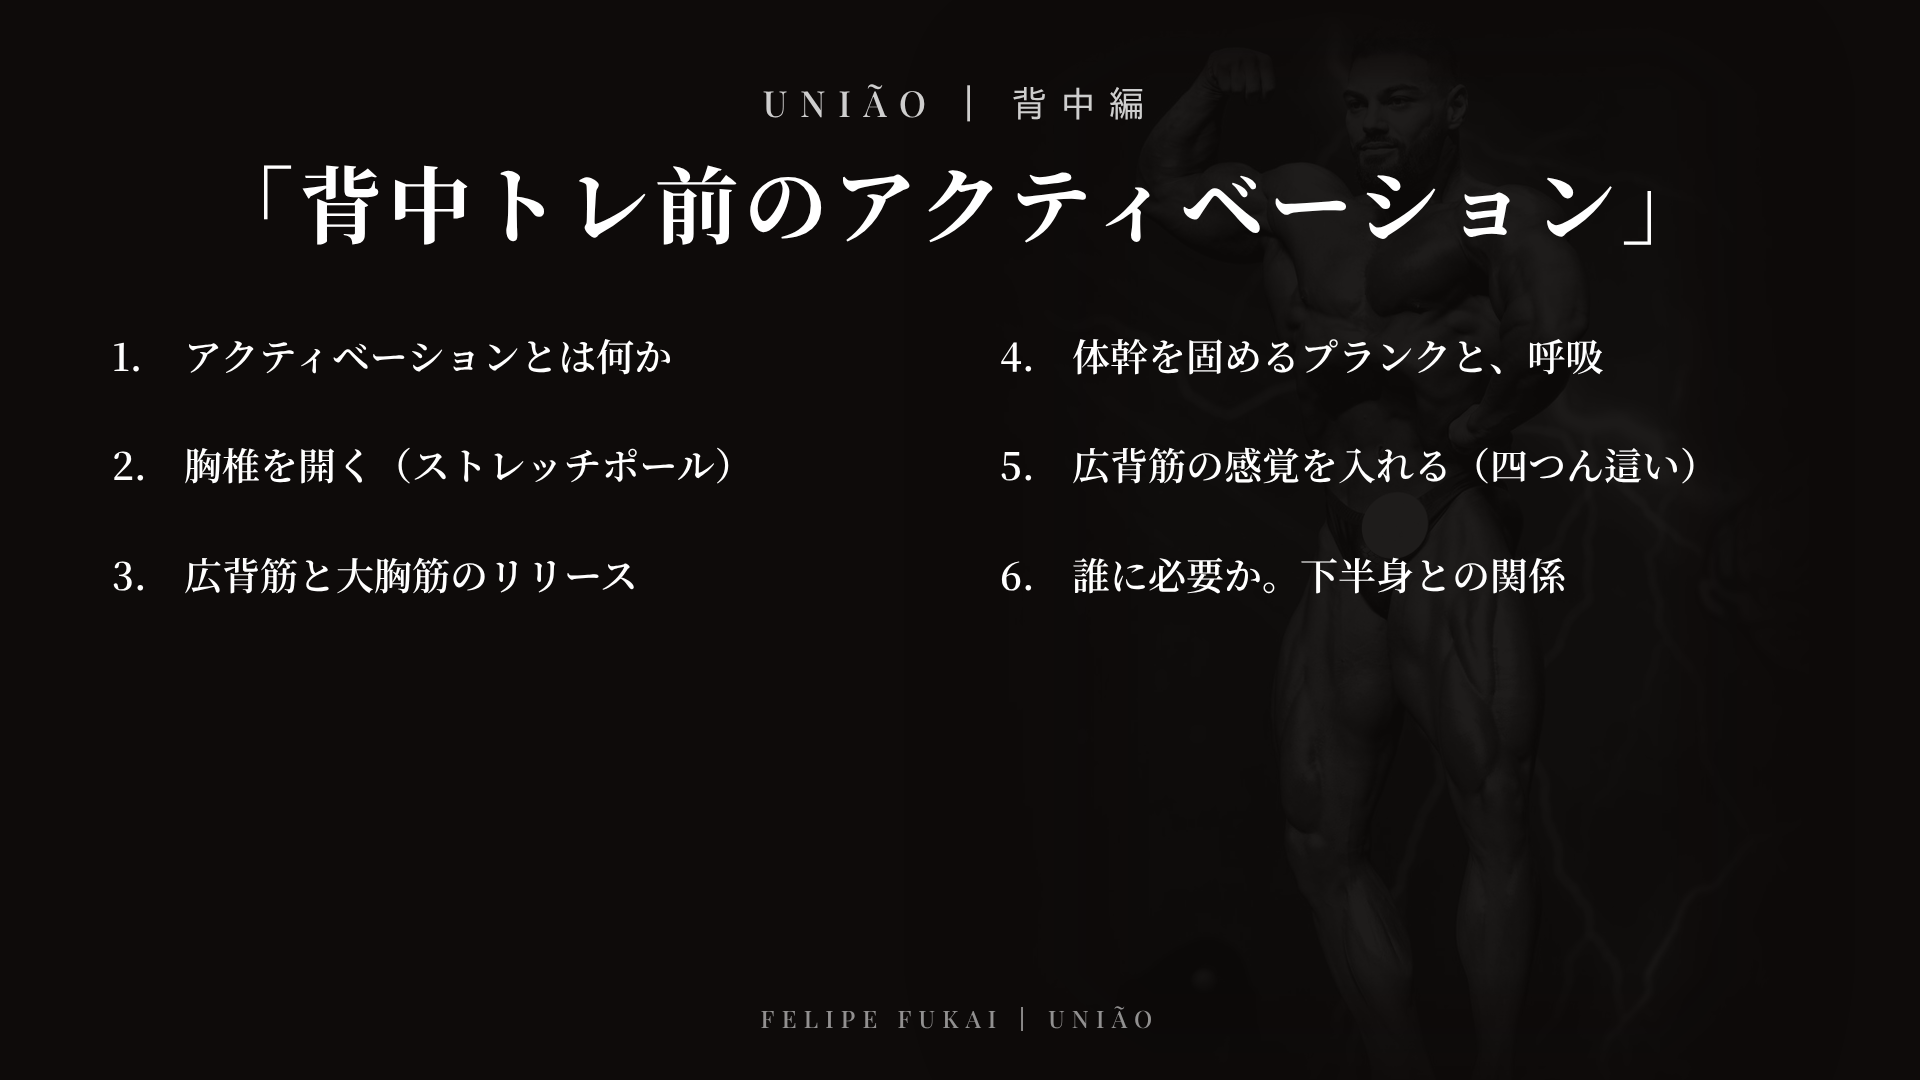 UNIÃO | 背中編
「背中トレ前のアクティベーション」
1. アクティベーションとは何か
2. 胸椎を開く（ストレッチポール）
3. 広背筋と大胸筋のリリース
4. 体幹を固めるプランクと、呼吸
5. 広背筋の感覚を入れる（四つん這い）
6. 誰に必要か。下半身との関係
FELIPE FUKAI | UNIÃO